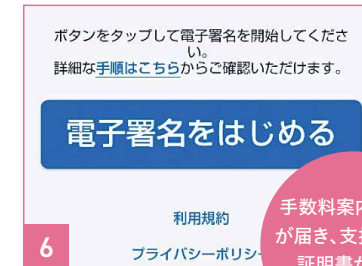 ボタンをタップして電子署名を開始してくださ
い。
詳細な手順はこちらからご確認いただけます。
電子署名をはじめる
利用規約
プライバシーポリシー
6
手数料案内
が届き、支
証明書